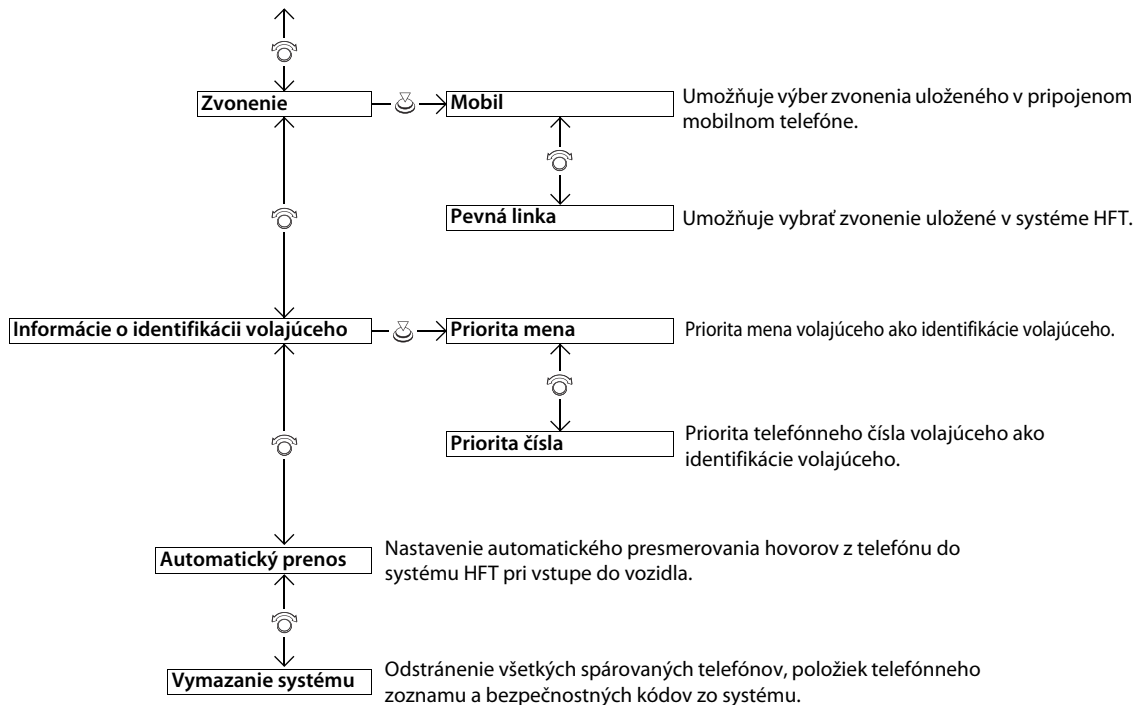 Zvonenie
Mobil
Umožňuje výber zvonenia uloženého v pripojenom
mobilnom telefóne.
Pevná linka
Umožňuje vybrať zvonenie uložené v systéme HFT.
Informácie o identifikácii volajúceho
Priorita mena
Priorita mena volajúceho ako identifikácie volajúceho.
Priorita čísla
Priorita telefónneho čísla volajúceho ako
identifikácie volajúceho.
Automatický prenos
Nastavenie automatického presmerovania hovorov z telefónu do
systému HFT pri vstupe do vozidla.
Vymazanie systému
Odstránenie všetkých spárovaných telefónov, položiek telefónneho
zoznamu a bezpečnostných kódov zo systému.